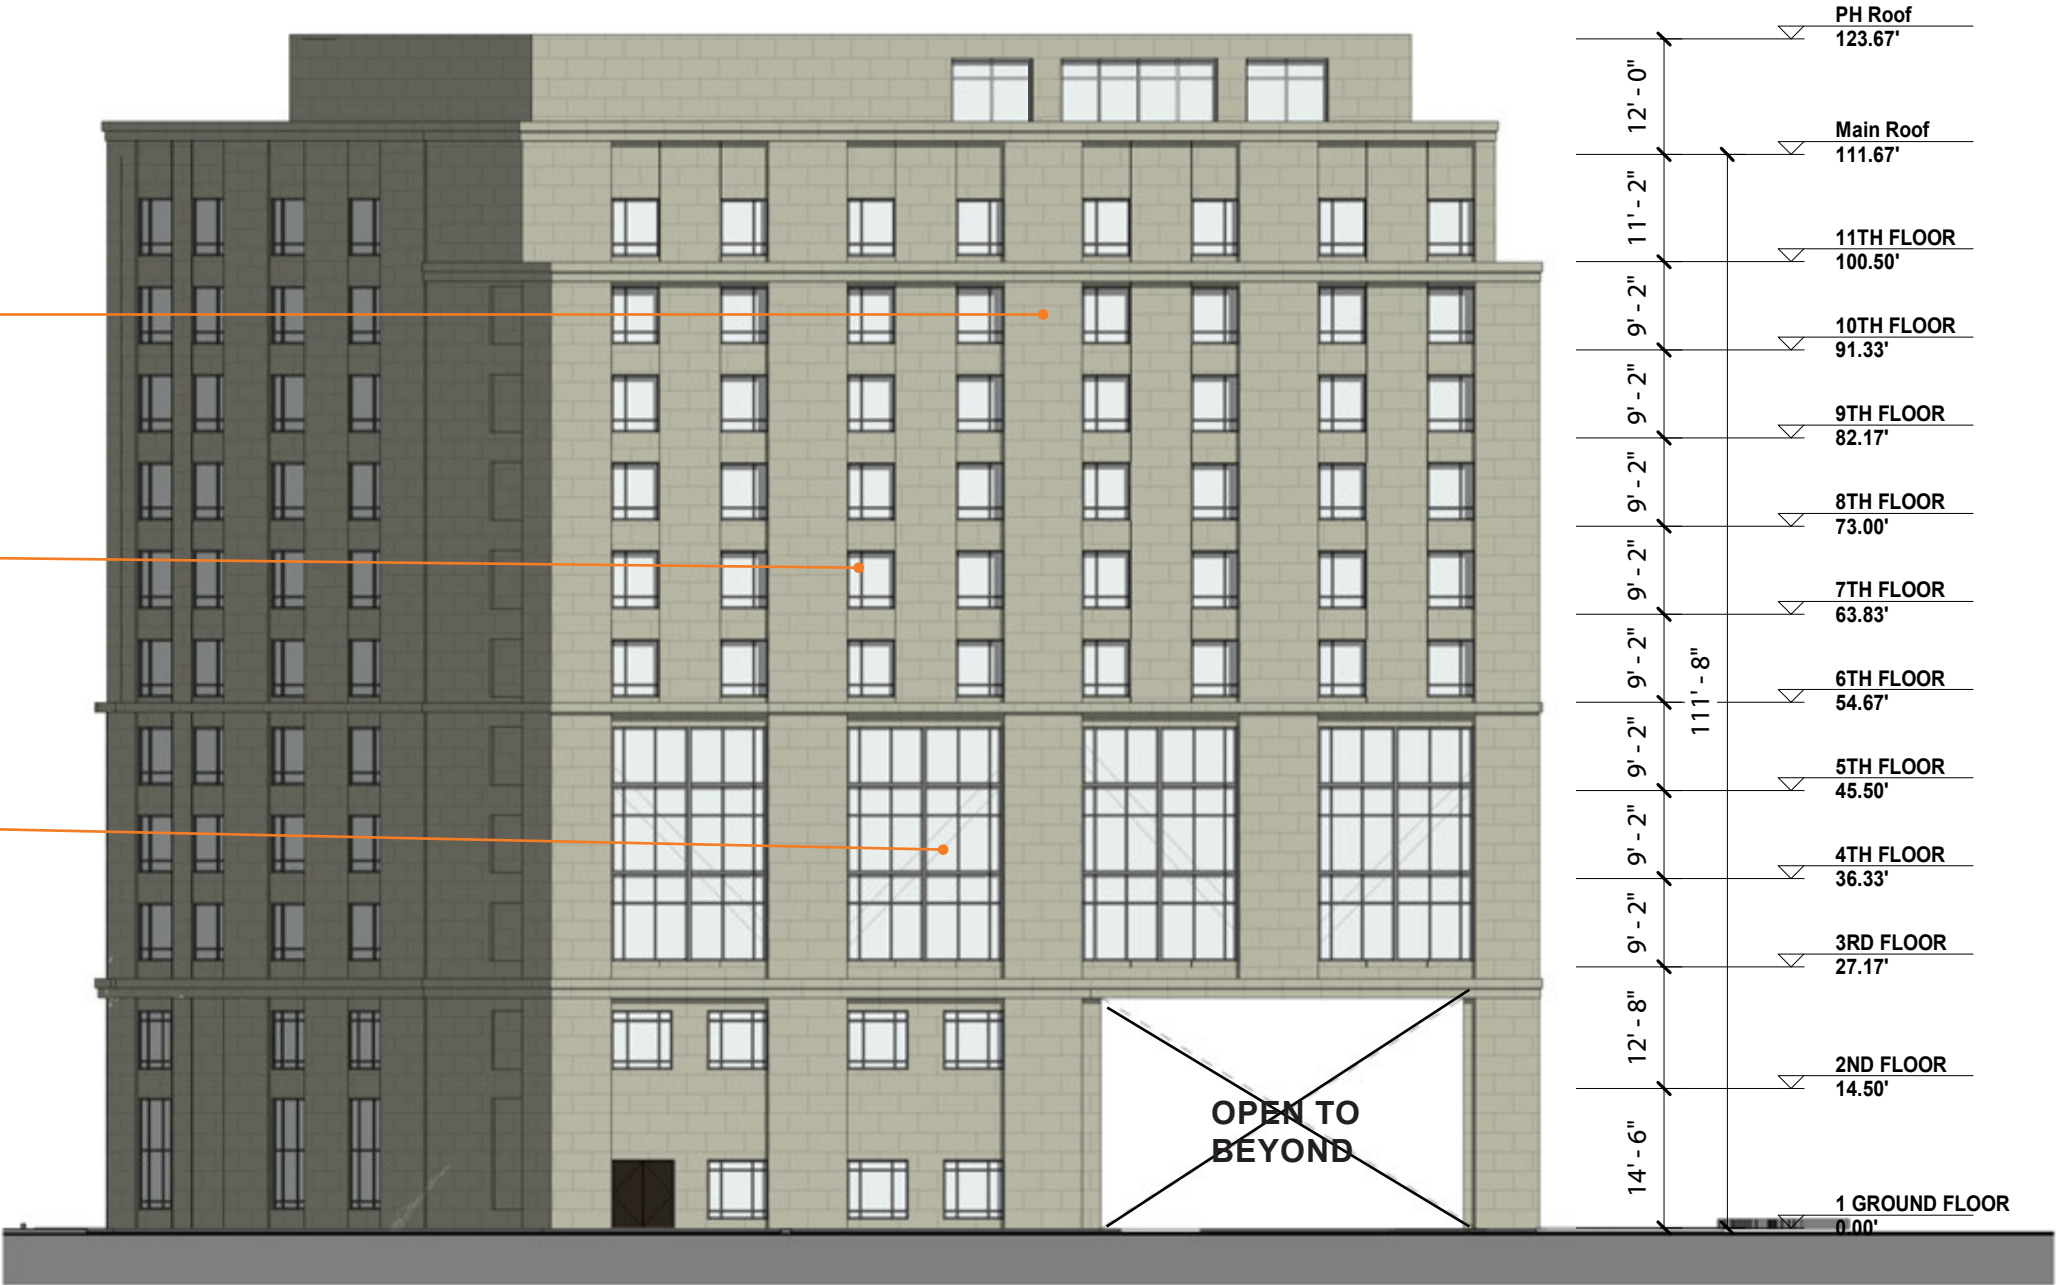 PH Roof
123.67'
12' - 0"
Main Roof
111.67'
11' - 2"
11TH FLOOR
100.50'
9' - 2"
10TH FLOOR
91.33'
9' - 2"
9TH FLOOR
82.17'
9' - 2"
8TH FLOOR
73.00'
9' - 2"
7TH FLOOR
63.83'
9' - 2"
111' - 8"
6TH FLOOR
54.67'
9' - 2"
5TH FLOOR
45.50'
9' - 2"
4TH FLOOR
36.33'
9' - 2"
3RD FLOOR
27.17'
12' - 8"
2ND FLOOR
14.50'
OPEN TO
BEYOND
14' - 6"
1 GROUND FLOOR
0.00'